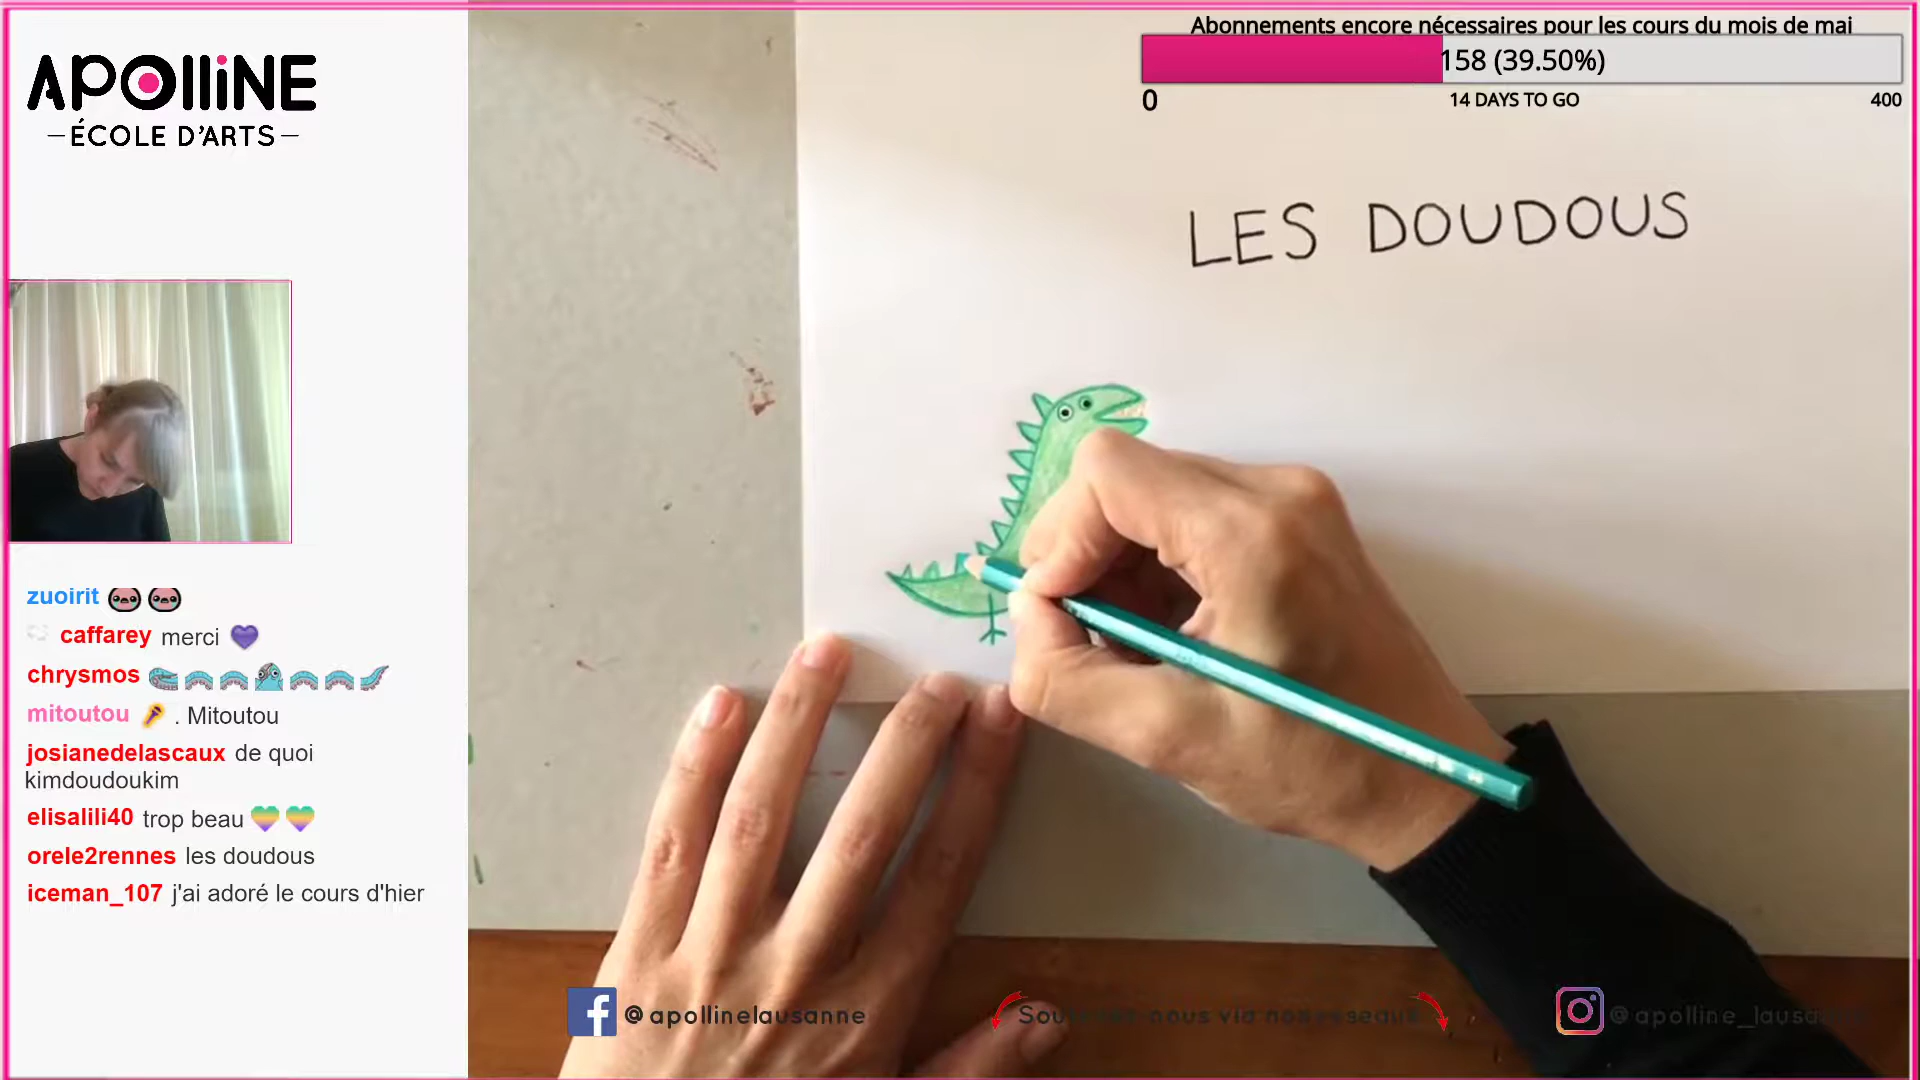 APOLLINE
—ÉCOLE D'ARTS—
Abonnements encore nécessaires pour les cours du mois de mai
158 (39.50%)
0
14 DAYS TO GO
400
LES DOUDOUS
zuoirit
caffarey merci
chrysmos
mitoutou . Mitoutou
josianedelascaux de quoi
kimdoudoukim
elisalili40 trop beau
orele2rennes les doudous
iceman_107 j'ai adoré le cours d'hier
@apollinelausanne
via